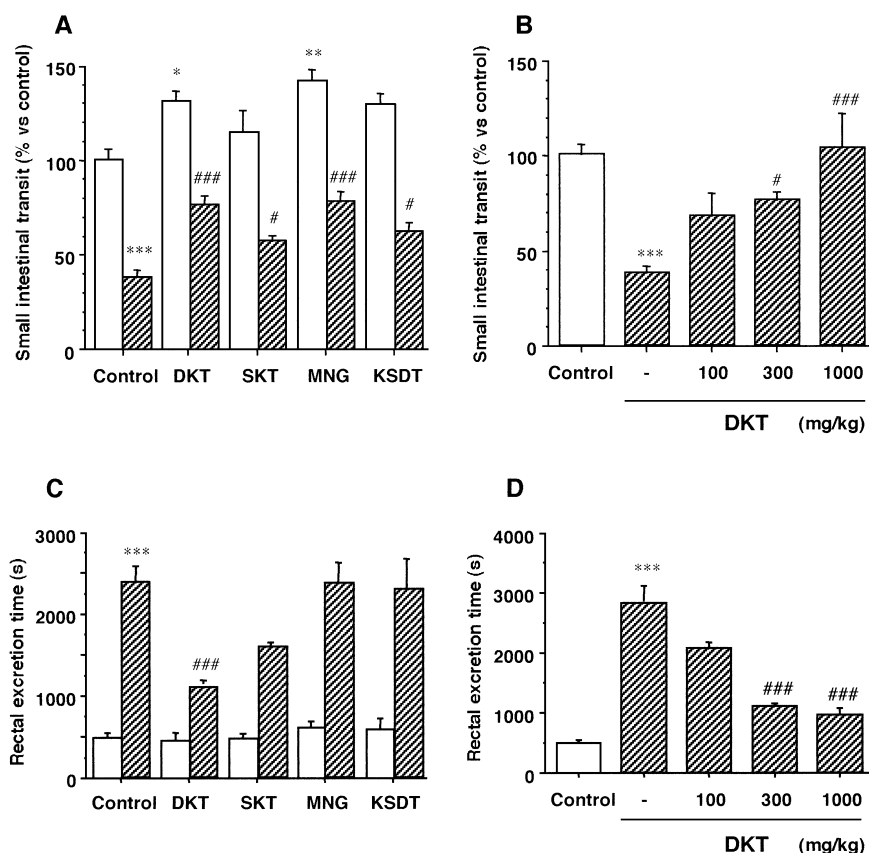 A
Small intestinal transit (% vs control)
150
100
50
0
***
*
###
#
**
###
#
Control DKT SKT MNG KSDT
B
Small intestinal transit (% vs control)
150
100
50
0
***
#
###
Control - 100 300 1000
DKT (mg/kg)
C
Rectal excretion time (s)
3000
2000
1000
0
***
###
Control DKT SKT MNG KSDT
D
Rectal excretion time (s)
4000
3000
2000
1000
0
***
###
###
Control - 100 300 1000
DKT (mg/kg)